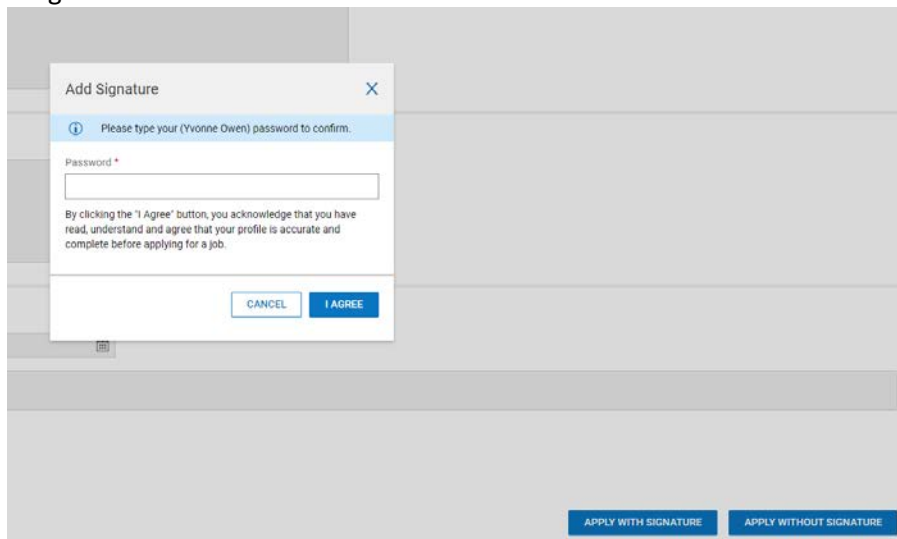 Add Signature
Please type your (Yvonne Owen) password to confirm.
Password *
By clicking the "I Agree" button, you acknowledge that you have
read, understand and agree that your profile is accurate and
complete before applying for a job.
CANCEL
I AGREE
APPLY WITH SIGNATURE
APPLY WITHOUT SIGNATURE